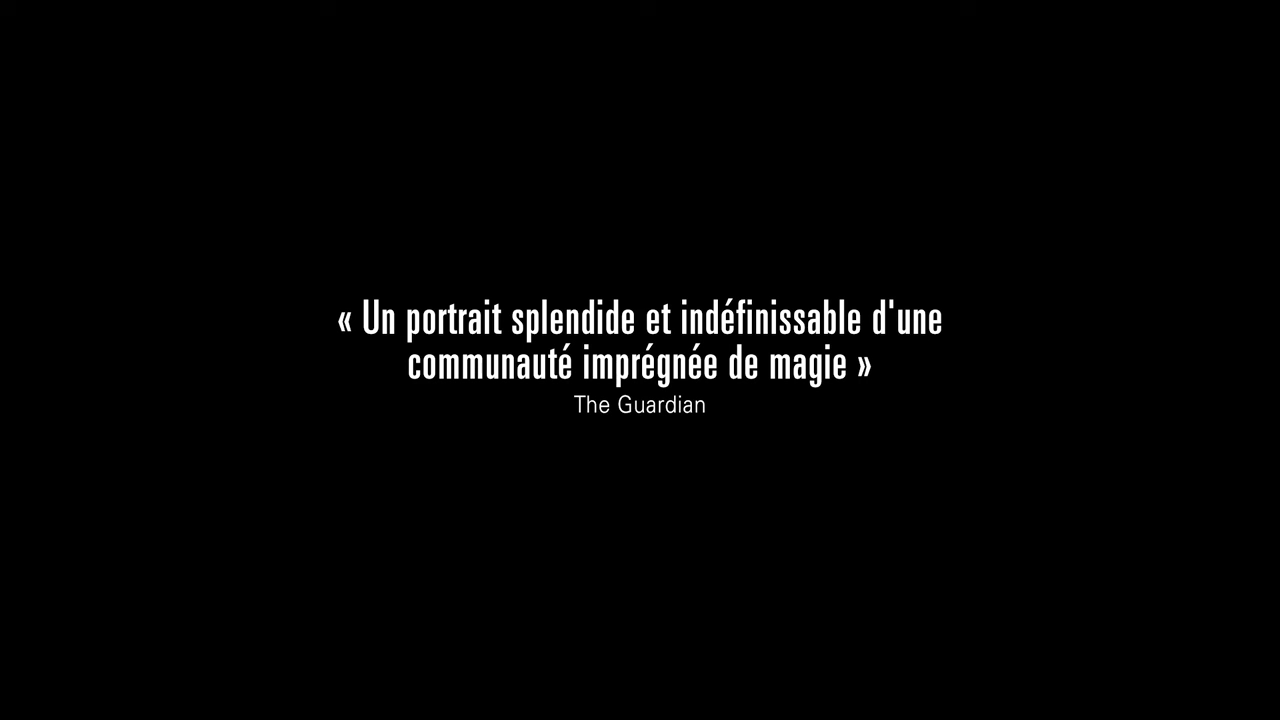 « Un portrait splendide et indéfinissable d'une
communauté imprégnée de magie »
The Guardian